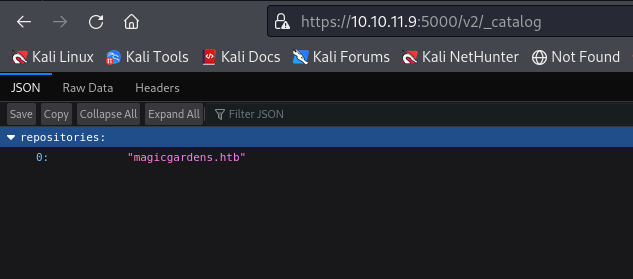 https://10.10.11.9:5000/v2/_catalog
Kali Linux Kali Tools Kali Docs Kali Forums Kali NetHunter Not Found
JSON Raw Data Headers
Save Copy Collapse All Expand All Filter JSON
repositories:
0: "magicgardens.htb"